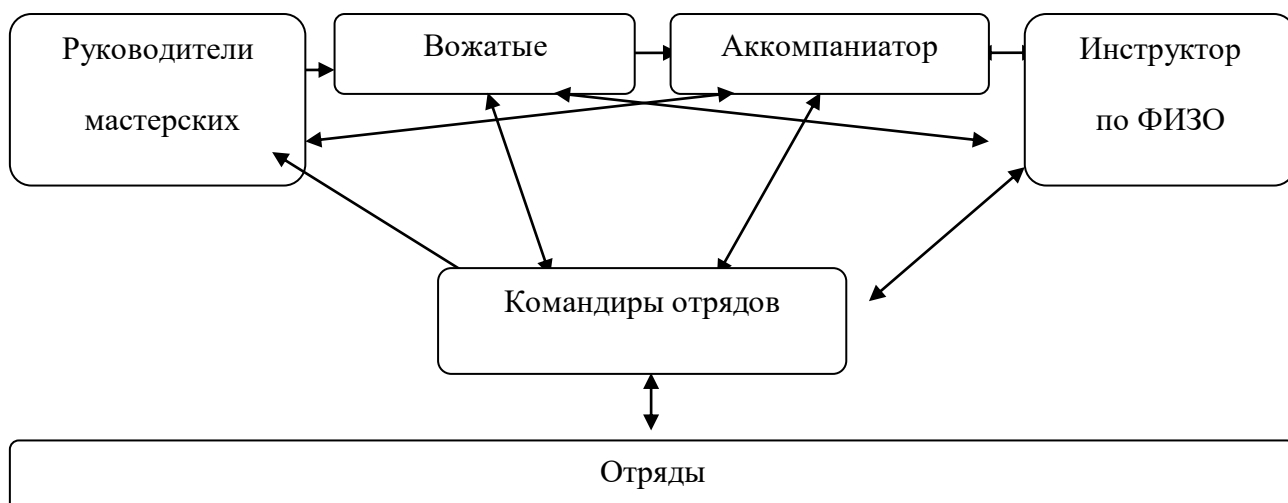 Руководители
мастерских
Вожатые
Аккомпаниатор
Инструктор
по ФИЗО
Командиры отрядов
Отряды